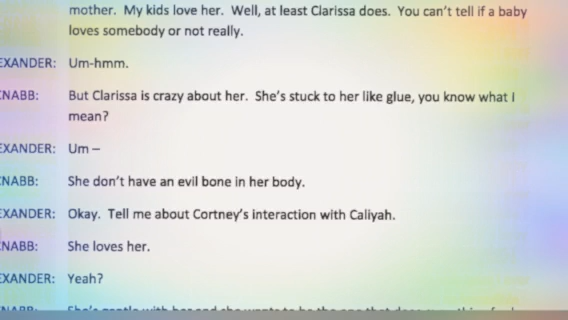 mother. My kids love her. Well, at least Clarissa does. You can't tell if a baby
loves somebody or not really.
EXANDER: Um-hmm.
NABB: But Clarissa is crazy about her. She's stuck to her like glue, you know what I
mean?
EXANDER: Um –
NABB: She don't have an evil bone in her body.
EXANDER: Okay. Tell me about Cortney's interaction with Caliyah.
NABB: She loves her.
EXANDER: Yeah?